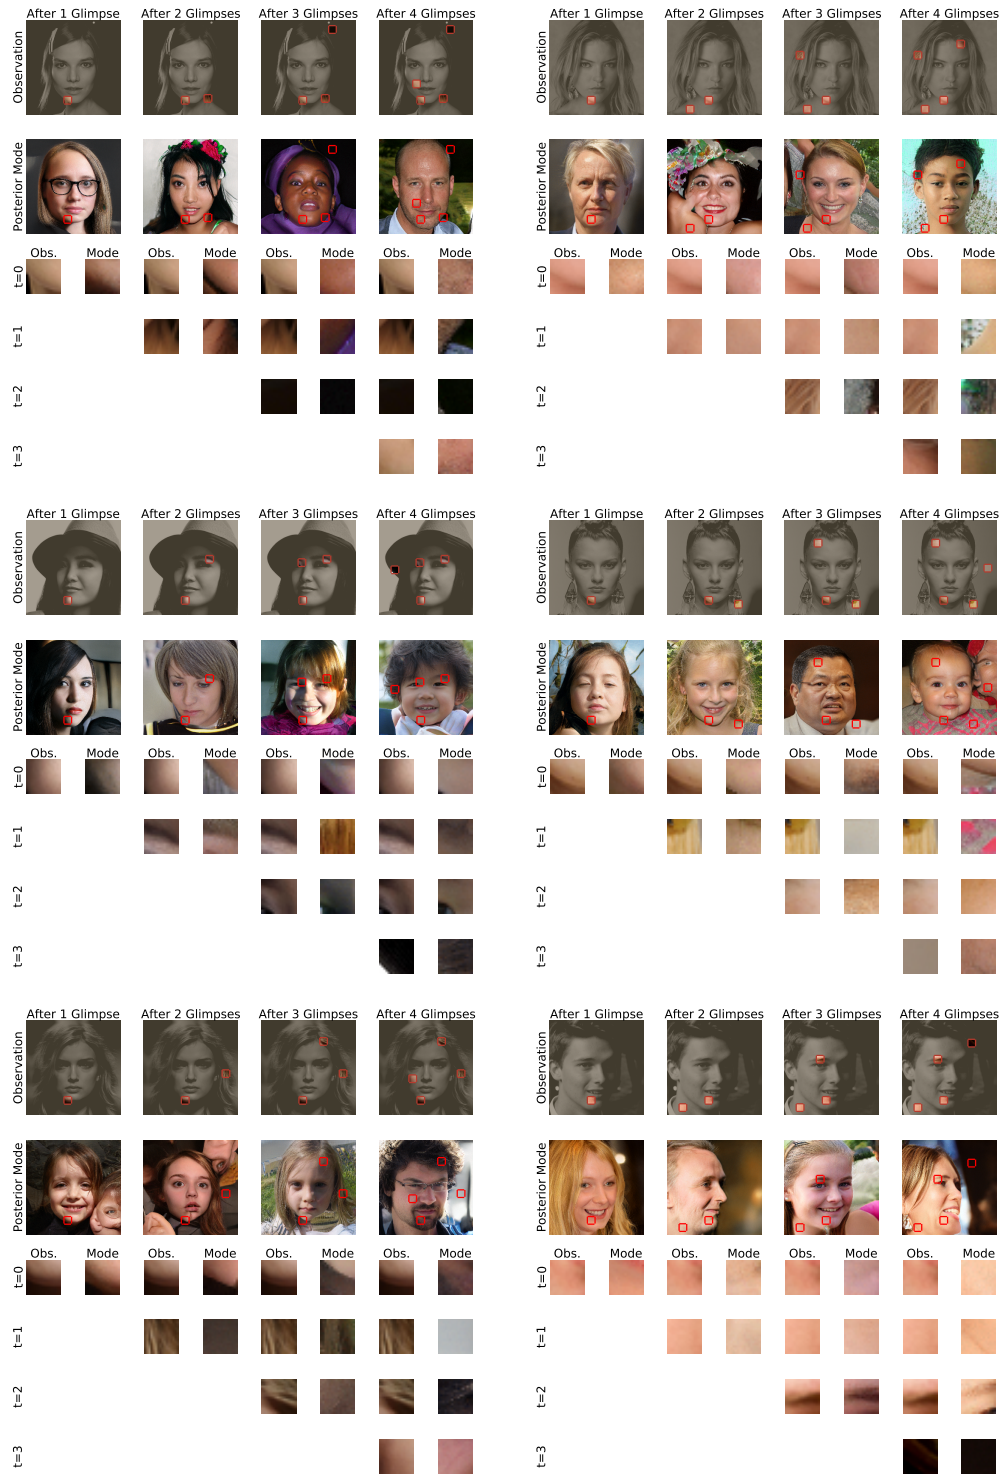 After 1 Glimpse After 2 Glimpses After 3 Glimpses After 4 Glimpses
Observation
Posterior Mode
Obs. Mode Obs. Mode Obs. Mode Obs. Mode
t=0
t=1
t=2
t=3
After 1 Glimpse After 2 Glimpses After 3 Glimpses After 4 Glimpses
Observation
Posterior Mode
Obs. Mode Obs. Mode Obs. Mode Obs. Mode
t=0
t=1
t=2
t=3
After 1 Glimpse After 2 Glimpses After 3 Glimpses After 4 Glimpses
Observation
Posterior Mode
Obs. Mode Obs. Mode Obs. Mode Obs. Mode
t=0
t=1
t=2
t=3
After 1 Glimpse After 2 Glimpses After 3 Glimpses After 4 Glimpses
Observation
Posterior Mode
Obs. Mode Obs. Mode Obs. Mode Obs. Mode
t=0
t=1
t=2
t=3
After 1 Glimpse After 2 Glimpses After 3 Glimpses After 4 Glimpses
Observation
Posterior Mode
Obs. Mode Obs. Mode Obs. Mode Obs. Mode
t=0
t=1
t=2
t=3
After 1 Glimpse After 2 Glimpses After 3 Glimpses After 4 Glimpses
Observation
Posterior Mode
Obs. Mode Obs. Mode Obs. Mode Obs. Mode
t=0
t=1
t=2
t=3